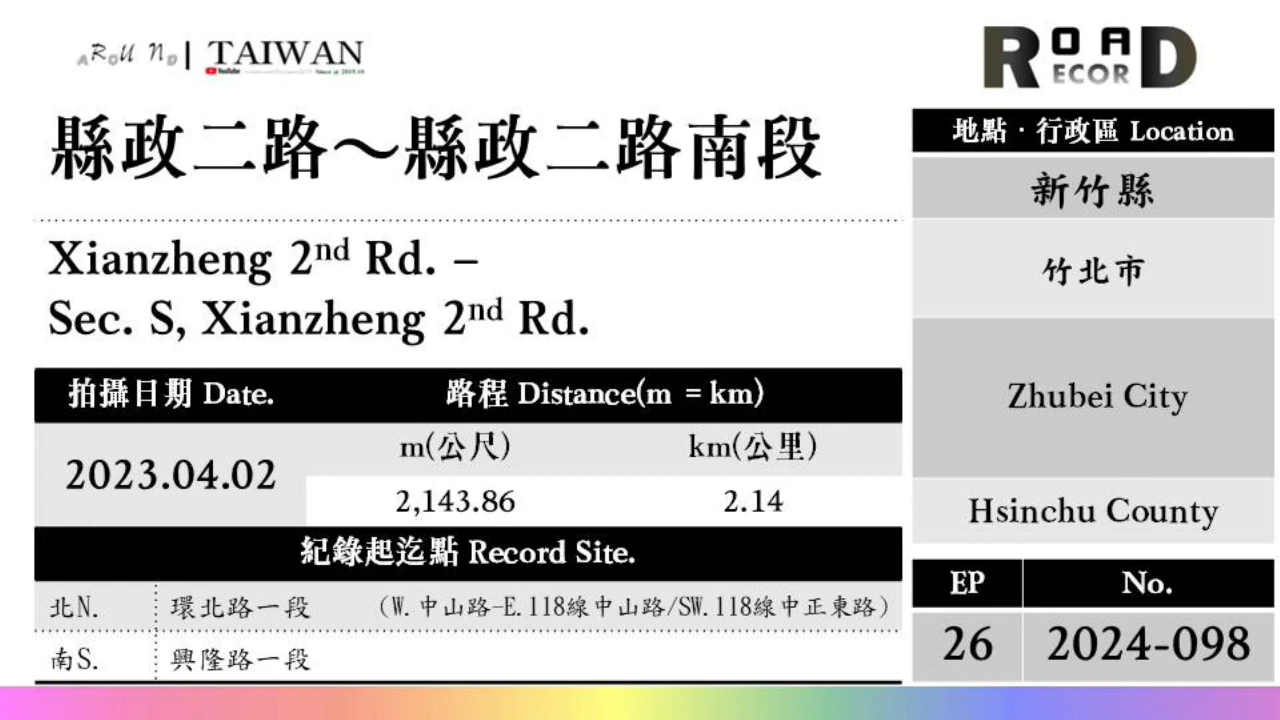 AROUND | TAIWAN
YouTube
ROAD
RECORD
縣政二路～縣政二路南段
Xianzheng 2nd Rd. –
Sec. S, Xianzheng 2nd Rd.
拍攝日期 Date. 路程 Distance(m = km)
2023.04.02 m(公尺) km(公里)
2,143.86 2.14
紀錄起迄點 Record Site.
北N. 環北路一段 (W.中山路-E.118線中山路/SW.118線中正東路)
南S. 興隆路一段
地點‧行政區 Location
新竹縣
竹北市
Zhubei City
Hsinchu County
EP No.
26 2024-098